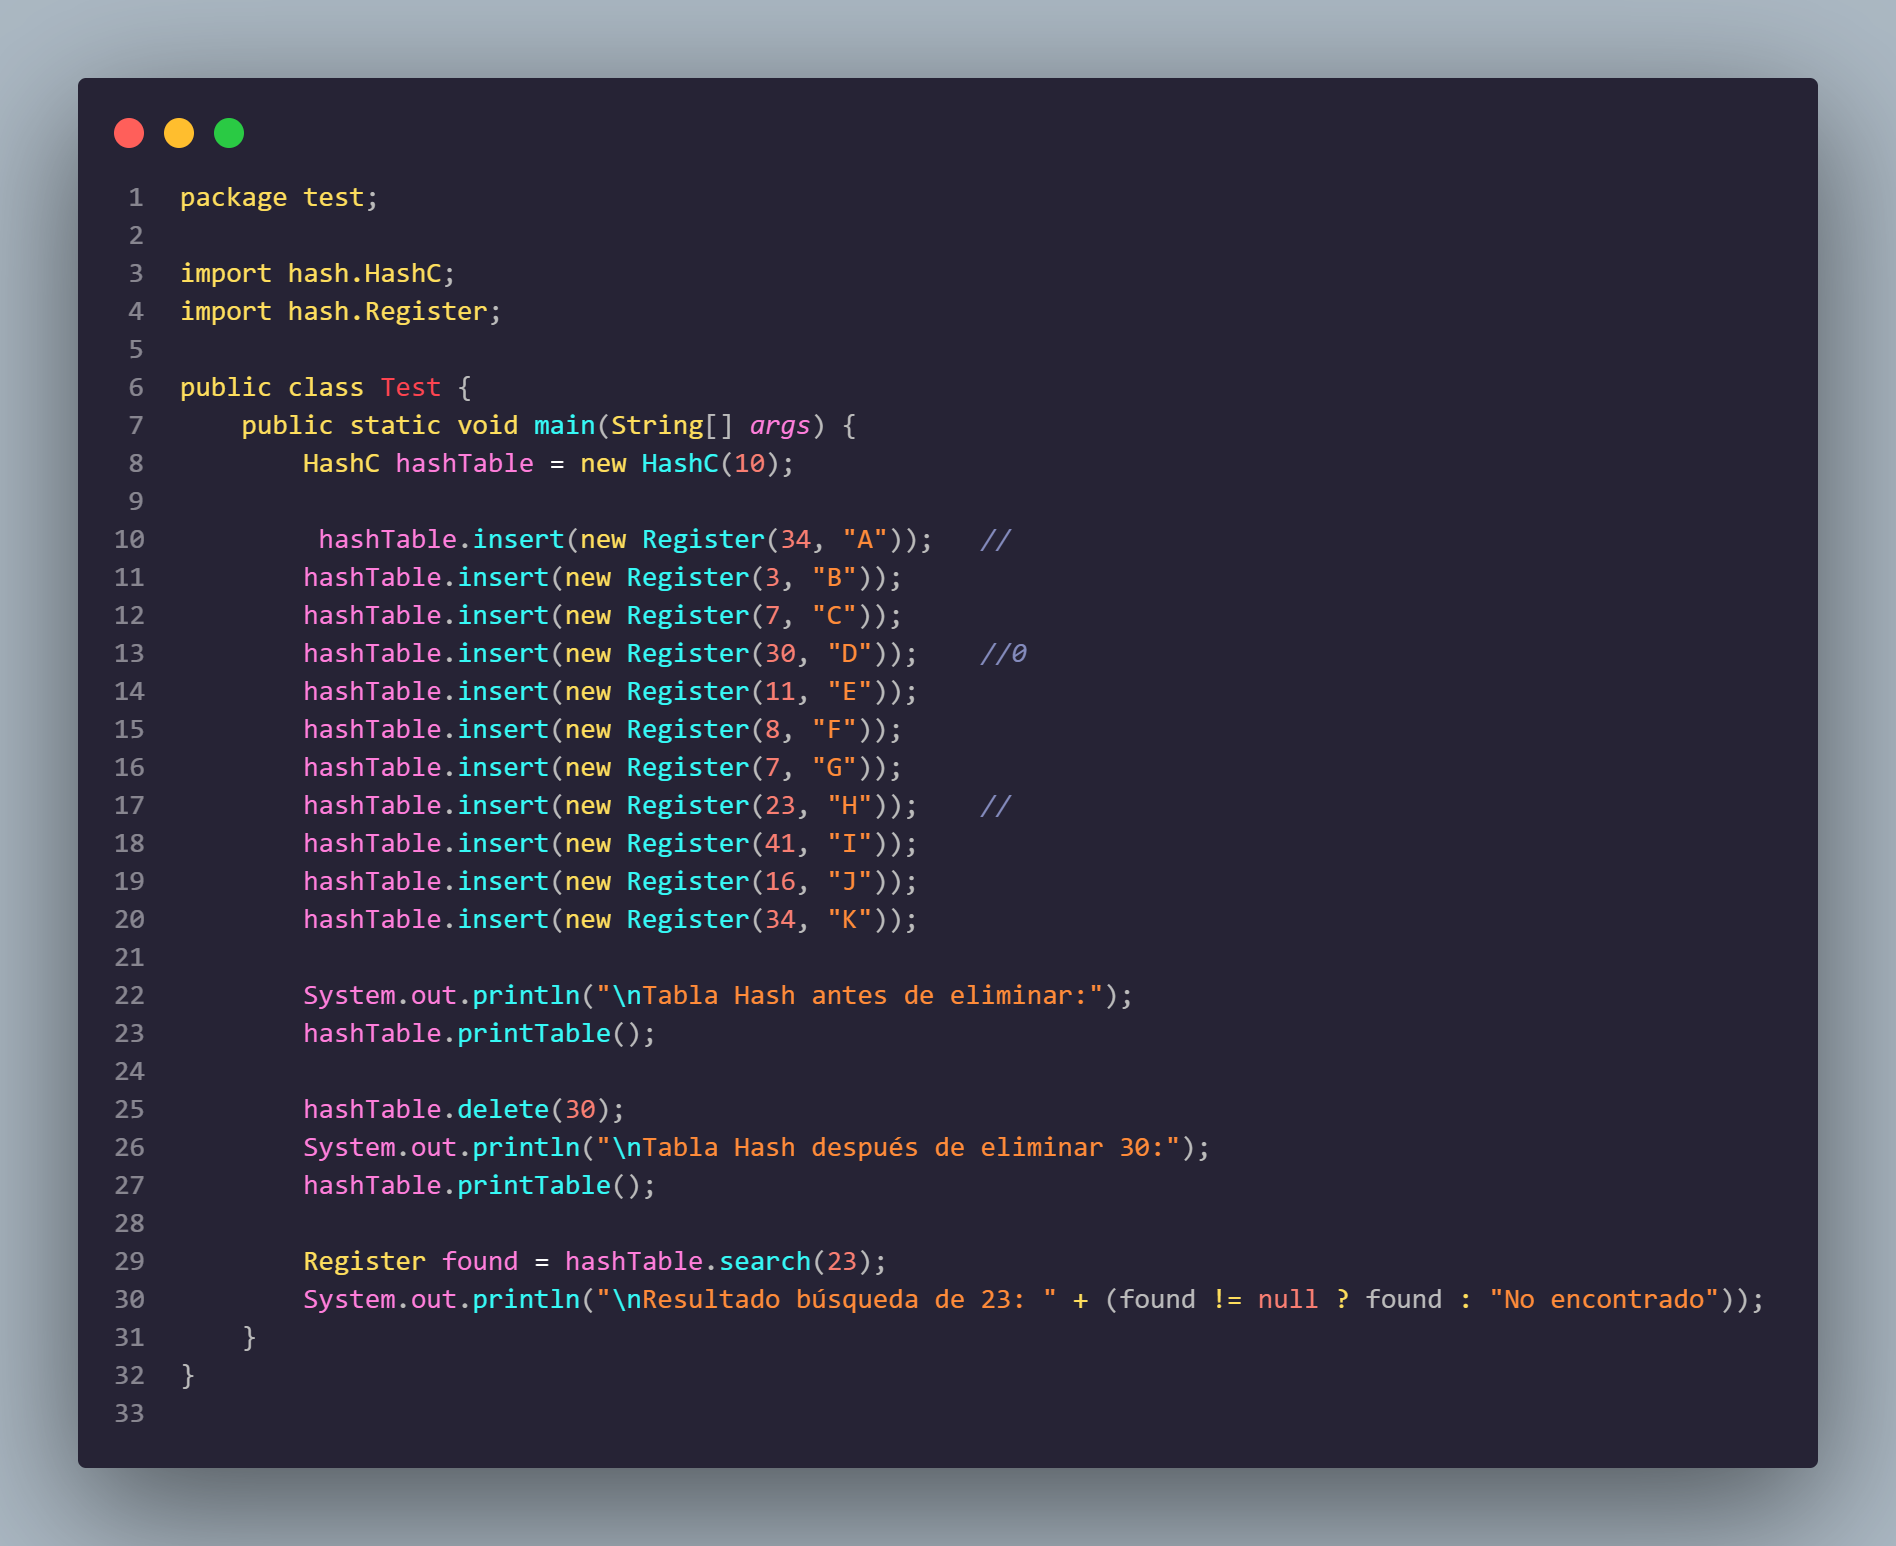 1 package test;
2
3 import hash.HashC;
4 import hash.Register;
5
6 public class Test {
7     public static void main(String[] args) {
8         HashC hashTable = new HashC(10);
9
10          hashTable.insert(new Register(34, "A"));   //
11         hashTable.insert(new Register(3, "B"));
12         hashTable.insert(new Register(7, "C"));
13         hashTable.insert(new Register(30, "D"));    //0
14         hashTable.insert(new Register(11, "E"));
15         hashTable.insert(new Register(8, "F"));
16         hashTable.insert(new Register(7, "G"));
17         hashTable.insert(new Register(23, "H"));    //
18         hashTable.insert(new Register(41, "I"));
19         hashTable.insert(new Register(16, "J"));
20         hashTable.insert(new Register(34, "K"));
21
22         System.out.println("\nTabla Hash antes de eliminar:");
23         hashTable.printTable();
24
25         hashTable.delete(30);
26         System.out.println("\nTabla Hash después de eliminar 30:");
27         hashTable.printTable();
28
29         Register found = hashTable.search(23);
30         System.out.println("\nResultado búsqueda de 23: " + (found != null ? found : "No encontrado"));
31     }
32 }
33